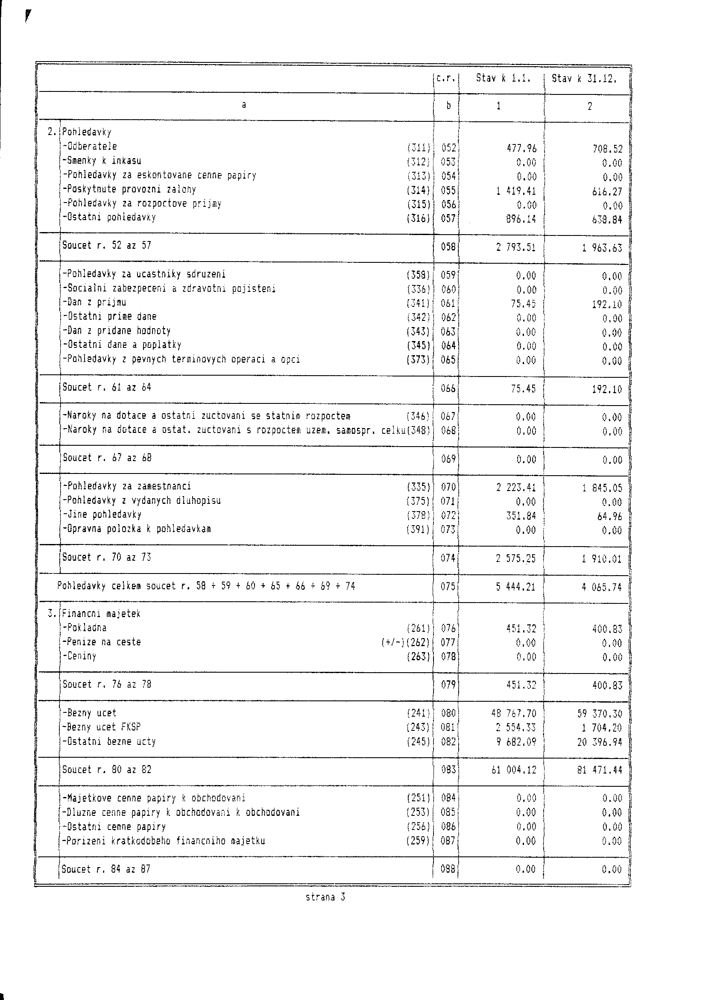 c.r. Stav k 1.1. Stav k 31.12.
a b 1 2
2. Pohledavky
-Odberatele (311) 052 477.96 708.52
-Smenky k inkasu (312) 053 0.00 0.00
-Pohledavky za eskontovane cenne papiry (313) 054 0.00 0.00
-Poskytnute provozni zalohy (314) 055 1 419.41 616.27
-Pohledavky za rozpoctove prijmy (315) 056 0.00 0.00
-Ostatni pohledavky (316) 057 896.14 638.84
Soucet r. 52 az 57 058 2 793.51 1 963.63
-Pohledavky za ucastniky sdruzeni (358) 059 0.00 0.00
-Socialni zabezpeceni a zdravotni pojisteni (336) 060 0.00 0.00
-Dan z prijmu (341) 061 75.45 192.10
-Ostatni prime dane (342) 062 0.00 0.00
-Dan z pridane hodnoty (343) 063 0.00 0.00
-Ostatni dane a poplatky (345) 064 0.00 0.00
-Pohledavky z pevnych terminovych operaci a opci (373) 065 0.00 0.00
Soucet r. 61 az 64 066 75.45 192.10
-Naroky na dotace a ostatni zuctovani se statnim rozpoctem (346) 067 0.00 0.00
-Naroky na dotace a ostat. zuctovani s rozpoctem uzem. samospr. celku(348) 068 0.00 0.00
Soucet r. 67 az 68 069 0.00 0.00
-Pohledavky za zamestnanci (335) 070 2 223.41 1 845.05
-Pohledavky z vydanych dluhopisu (375) 071 0.00 0.00
-Jine pohledavky (378) 072 351.84 64.96
-Opravna polozka k pohledavkam (391) 073 0.00 0.00
Soucet r. 70 az 73 074 2 575.25 1 910.01
Pohledavky celkem soucet r. 58 + 59 + 60 + 65 + 66 + 69 + 74 075 5 444.21 4 065.74
3. Financni majetek
-Pokladna (261) 076 451.32 400.83
-Penize na ceste (+/-)(262) 077 0.00 0.00
-Ceniny (263) 078 0.00 0.00
Soucet r. 76 az 78 079 451.32 400.83
-Bezny ucet (241) 080 48 767.70 59 370.30
-Bezny ucet FKSP (243) 081 2 554.33 1 704.20
-Ostatni bezne ucty (245) 082 9 682.09 20 396.94
Soucet r. 80 az 82 083 61 004.12 81 471.44
-Majetkove cenne papiry k obchodovani (251) 084 0.00 0.00
-Dluzne cenne papiry k obchodovani k obchodovani (253) 085 0.00 0.00
-Ostatni cenne papiry (256) 086 0.00 0.00
-Porizeni kratkodobeho financniho majetku (259) 087 0.00 0.00
Soucet r. 84 az 87 088 0.00 0.00
strana 3